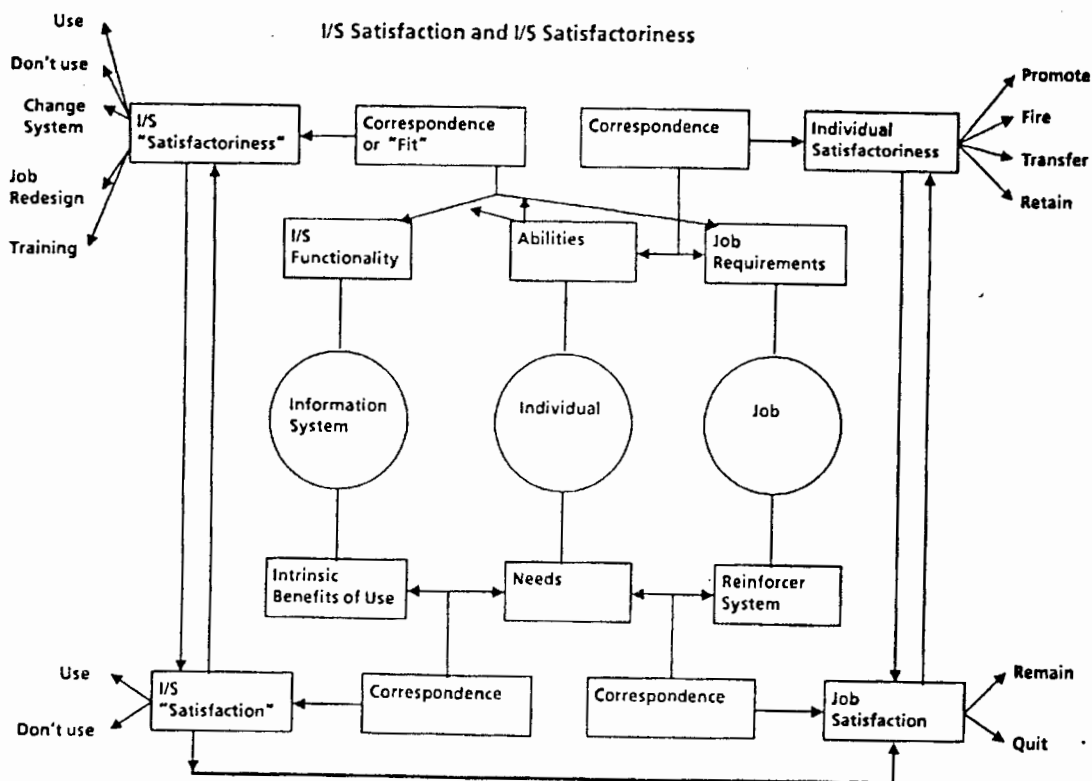 I/S Satisfaction and I/S Satisfactoriness
Use
Don't use
Change
System
Job
Redesign
Training
I/S
"Satisfactoriness"
Correspondence
or "Fit"
Correspondence
Individual
Satisfactoriness
Promote
Fire
Transfer
Retain
I/S
Functionality
Abilities
Job
Requirements
Information
System
Individual
Job
Intrinsic
Benefits of Use
Needs
Reinforcer
System
Use
Don't use
I/S
"Satisfaction"
Correspondence
Correspondence
Job
Satisfaction
Remain
Quit